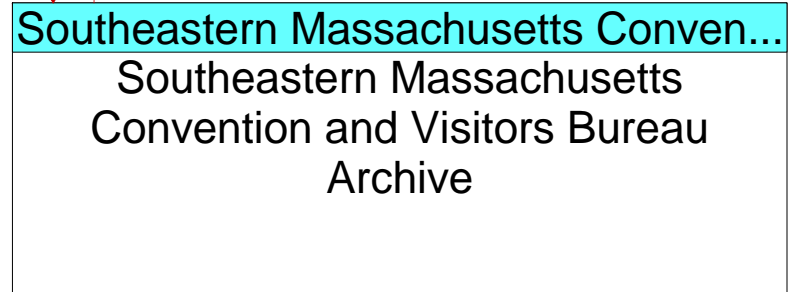 Southeastern Massachusetts Conven...
Southeastern Massachusetts
Convention and Visitors Bureau
Archive